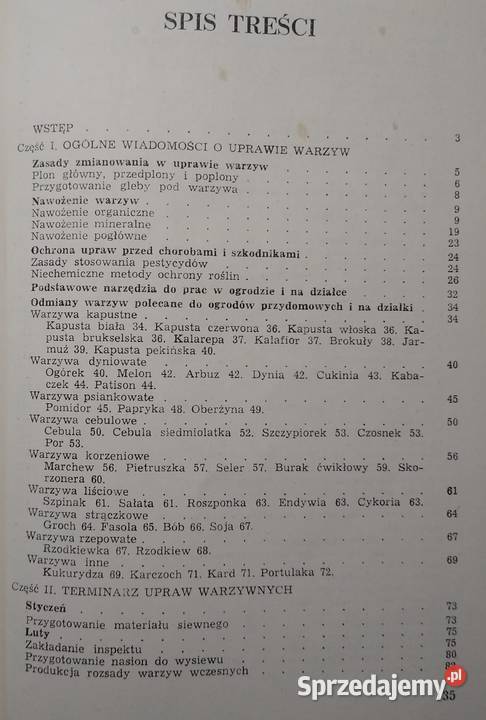 SPIS TREŚCI
WSTĘP . . . . . . . . . . . . . . . 3
Część I. OGÓLNE WIADOMOŚCI O UPRAWIE WARZYW
Zasady zmianowania w uprawie warzyw . . . . . . . 5
Plon główny, przedplony i poplony . . . . . . . 6
Przygotowanie gleby pod warzywa . . . . . . . 8
Nawożenie warzyw . . . . . . . . . . . 9
Nawożenie organiczne . . . . . . . . . . 9
Nawożenie mineralne . . . . . . . . . . 19
Nawożenie pogłówne . . . . . . . . . . 23
Ochrona upraw przed chorobami i szkodnikami . . . . . 24
Zasady stosowania pestycydów . . . . . . . . 24
Niechemiczne metody ochrony roślin . . . . . . . 26
Podstawowe narzędzia do prac w ogrodzie i na działce . . . 32
Odmiany warzyw polecane do ogrodów przydomowych i na działki . 34
Warzywa kapustne . . . . . . . . . . . 34
Kapusta biała 34. Kapusta czerwona 36. Kapusta włoska 36. Ka-
pusta brukselska 36. Kalarepa 37. Kalafior 37. Brokuły 38. Jar-
muż 39. Kapusta pekińska 40.
Warzywa dyniowate . . . . . . . . . . . 40
Ogórek 40. Melon 42. Arbuz 42. Dynia 42. Cukinia 43. Kaba-
czek 44. Patison 44.
Warzywa psiankowate . . . . . . . . . . 45
Pomidor 45. Papryka 48. Oberżyna 49.
Warzywa cebulowe . . . . . . . . . . . 50
Cebula 50. Cebula siedmiolatka 52. Szczypiorek 53. Czosnek 53.
Por 53.
Warzywa korzeniowe . . . . . . . . . . 56
Marchew 56. Pietruszka 57. Seler 57. Burak ćwikłowy 59. Sko-
rzonera 60.
Warzywa liściowe . . . . . . . . . . . 61
Szpinak 61. Sałata 61. Roszponka 63. Endywia 63. Cykoria 63.
Warzywa strączkowe . . . . . . . . . . 64
Groch 64. Fasola 65. Bób 66. Soja 67.
Warzywa rzepowate . . . . . . . . . . . 67
Rzodkiewka 67. Rzodkiew 68.
Warzywa inne . . . . . . . . . . . . 69
Kukurydza 69. Karczoch 71. Kard 71. Portulaka 72.
Część II. TERMINARZ UPRAW WARZYWNYCH
Styczeń . . . . . . . . . . . . . 73
Przygotowanie materiału siewnego . . . . . . . 73
Luty . . . . . . . . . . . . . . 75
Zakładanie inspektu . . . . . . . . . . 75
Przygotowanie nasion do wysiewu . . . . . . . 80
Produkcja rozsady warzyw wczesnych . . . . . . 82
Sprzedajemy.pl